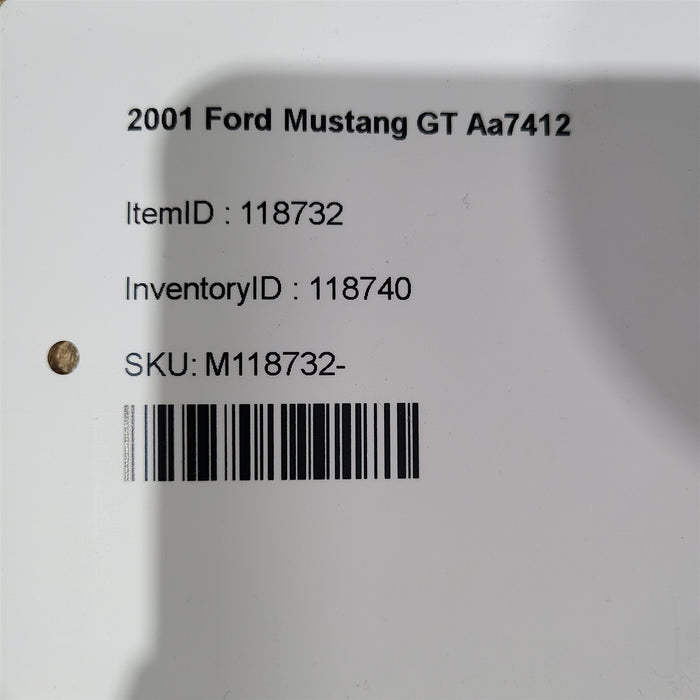 2001 Ford Mustang GT Aa7412
ItemID : 118732
InventoryID : 118740
SKU: M118732-